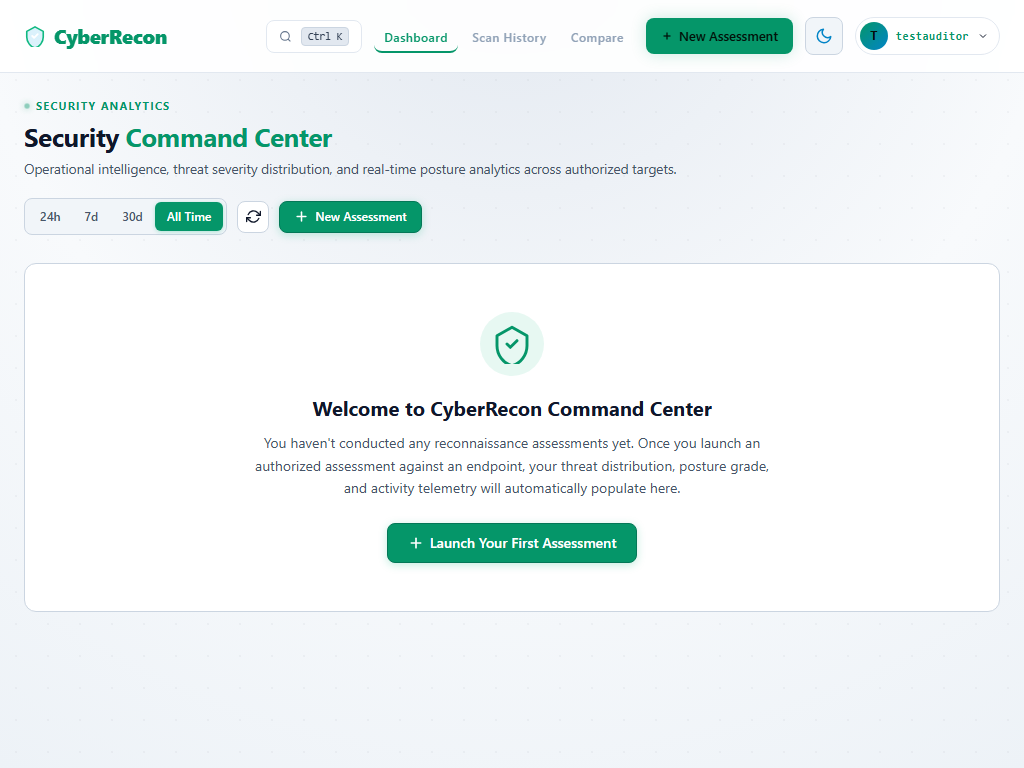 CyberRecon
Ctrl K
Dashboard
Scan History
Compare
+ New Assessment
T
testauditor
SECURITY ANALYTICS
Security Command Center
Operational intelligence, threat severity distribution, and real-time posture analytics across authorized targets.
24h
7d
30d
All Time
+ New Assessment
Welcome to CyberRecon Command Center
You haven't conducted any reconnaissance assessments yet. Once you launch an
authorized assessment against an endpoint, your threat distribution, posture grade,
and activity telemetry will automatically populate here.
+ Launch Your First Assessment